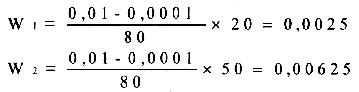 W 1 = 0,01 - 0,0001 / 80 × 20 = 0,0025
W 2 = 0,01 - 0,0001 / 80 × 50 = 0,00625